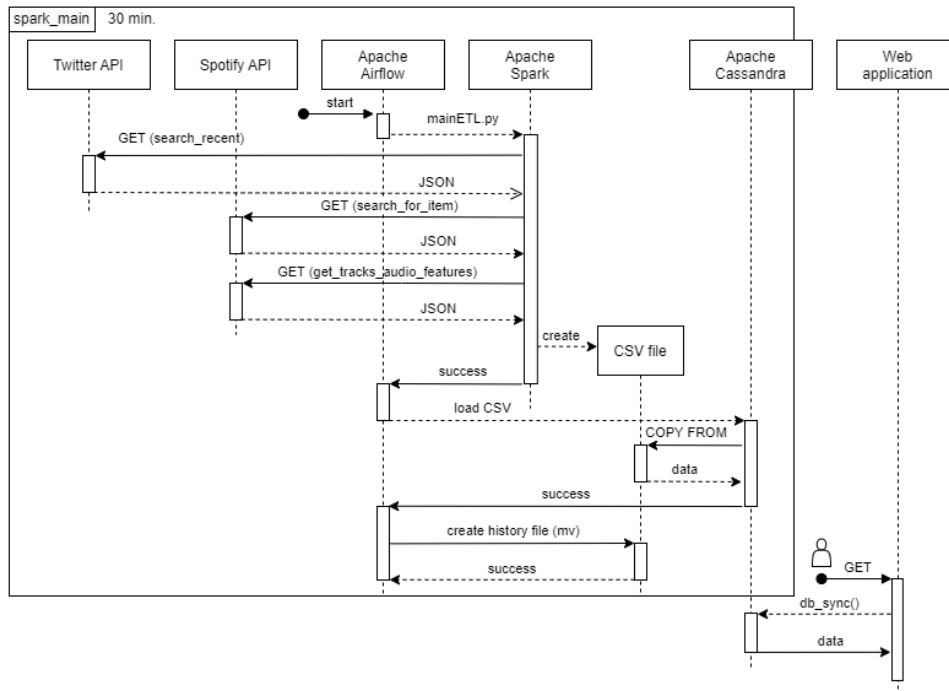 spark_main 30 min.
Twitter API
Spotify API
Apache
Airflow
Apache
Spark
Apache
Cassandra
Web
application
start
mainETL.py
GET (search_recent)
JSON
GET (search_for_item)
JSON
GET (get_tracks_audio_features)
JSON
create
CSV file
success
load CSV
COPY FROM
data
success
create history file (mv)
success
GET
db_sync()
data